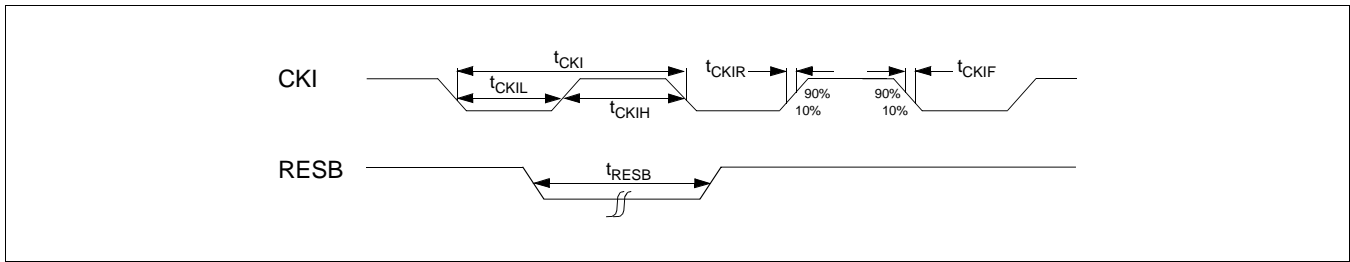 CKI
tCKI
tCKIL
tCKIH
tCKIR
90%
10%
90%
10%
tCKIF
RESB
tRESB